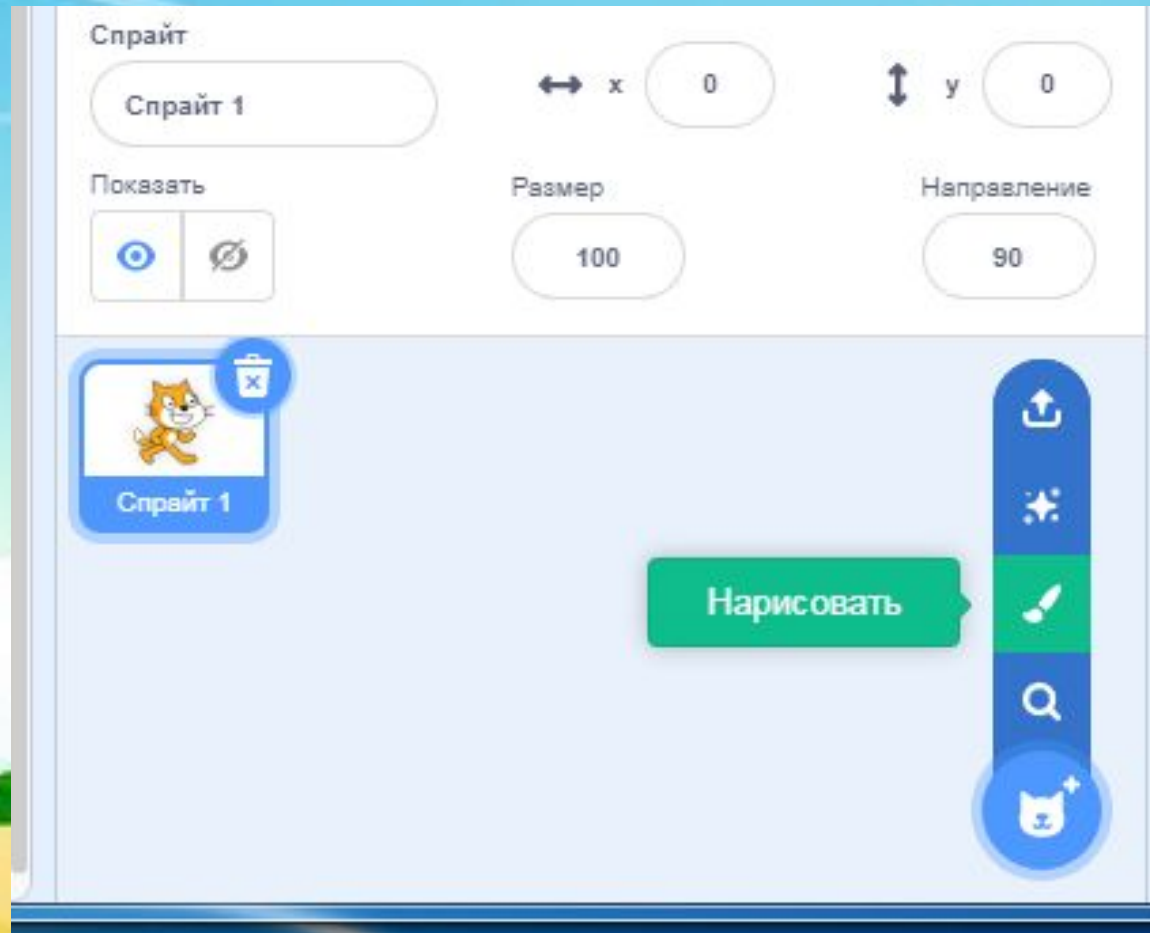 Спрайт
Спрайт 1
x 0
y 0
Показать
Размер
Направление
100
90
Спрайт 1
Нарисовать